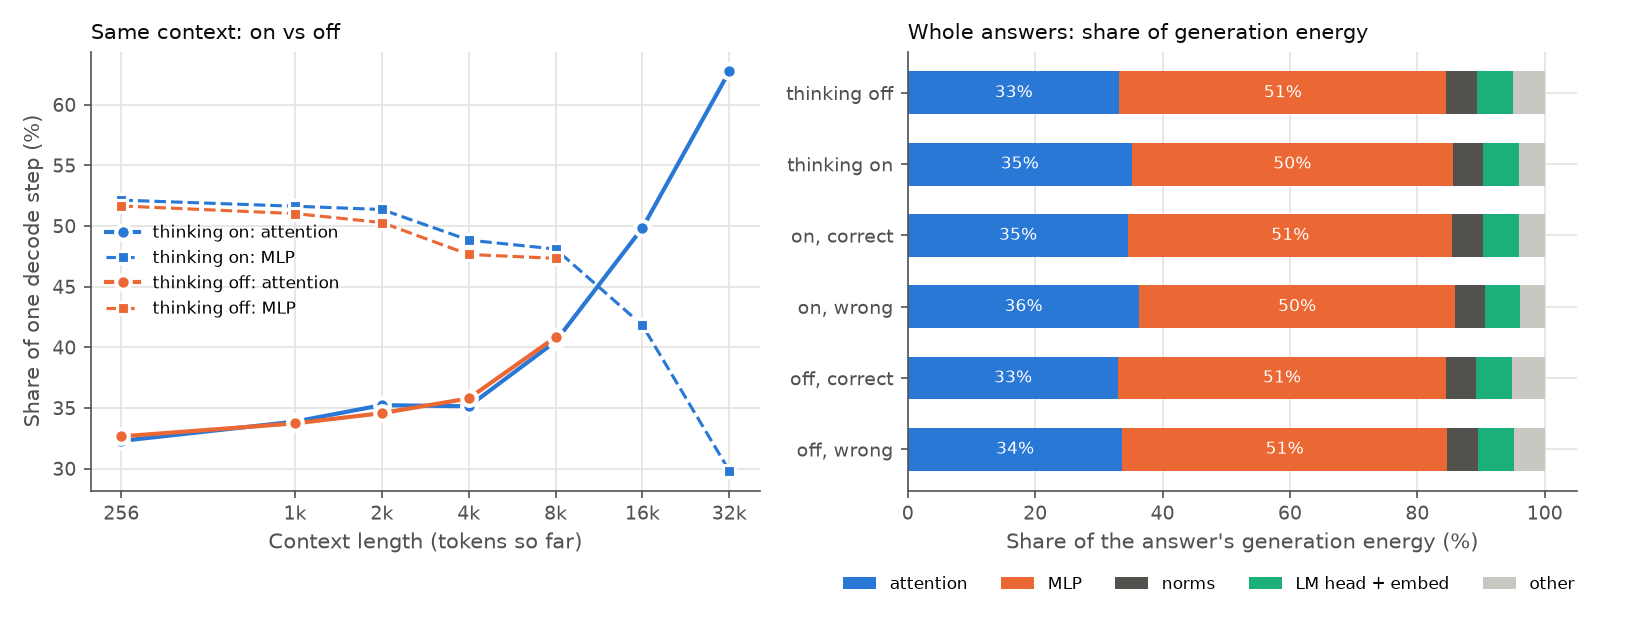 Same context: on vs off
Share of one decode step (%)
60
55
50
45
40
35
30
thinking on: attention
thinking on: MLP
thinking off: attention
thinking off: MLP
256 1k 2k 4k 8k 16k 32k
Context length (tokens so far)
Whole answers: share of generation energy
thinking off 33% 51%
thinking on 35% 50%
on, correct 35% 51%
on, wrong 36% 50%
off, correct 33% 51%
off, wrong 34% 51%
0 20 40 60 80 100
Share of the answer's generation energy (%)
attention MLP norms LM head + embed other